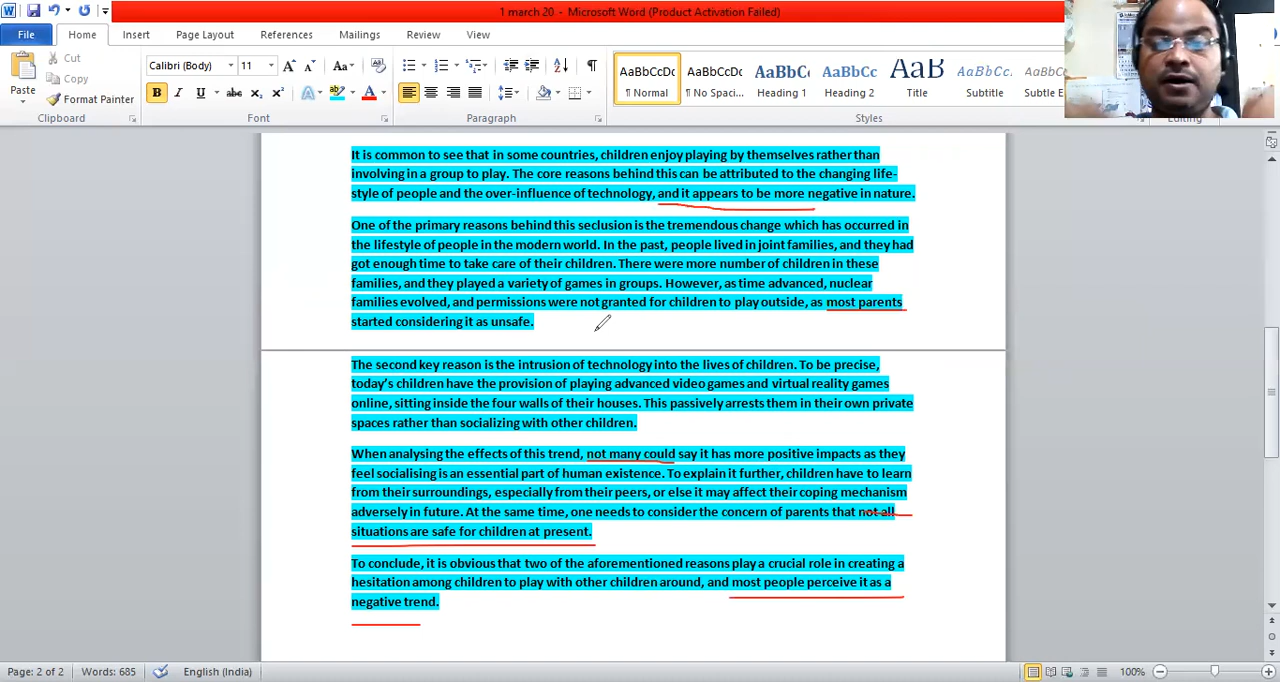 1 march 20 - Microsoft Word (Product Activation Failed)
File Home Insert Page Layout References Mailings Review View
Cut
Copy
Format Painter
Paste
Calibri (Body) 11
AaBbCcDc AaBbCcDc AaBbCc AaBbCc AaB AaBbCcDc
¶ Normal ¶ No Spaci... Heading 1 Heading 2 Title Subtitle Subtle E
Clipboard Font Paragraph Styles
It is common to see that in some countries, children enjoy playing by themselves rather than
involving in a group to play. The core reasons behind this can be attributed to the changing life-
style of people and the over-influence of technology, and it appears to be more negative in nature.
One of the primary reasons behind this seclusion is the tremendous change which has occurred in
the lifestyle of people in the modern world. In the past, people lived in joint families, and they had
got enough time to take care of their children. There were more number of children in these
families, and they played a variety of games in groups. However, as time advanced, nuclear
families evolved, and permissions were not granted for children to play outside, as most parents
started considering it as unsafe.
The second key reason is the intrusion of technology into the lives of children. To be precise,
today's children have the provision of playing advanced video games and virtual reality games
online, sitting inside the four walls of their houses. This passively arrests them in their own private
spaces rather than socializing with other children.
When analysing the effects of this trend, not many could say it has more positive impacts as they
feel socialising is an essential part of human existence. To explain it further, children have to learn
from their surroundings, especially from their peers, or else it may affect their coping mechanism
adversely in future. At the same time, one needs to consider the concern of parents that not all
situations are safe for children at present.
To conclude, it is obvious that two of the aforementioned reasons play a crucial role in creating a
hesitation among children to play with other children around, and most people perceive it as a
negative trend.
Page: 2 of 2 Words: 685 English (India) 100%